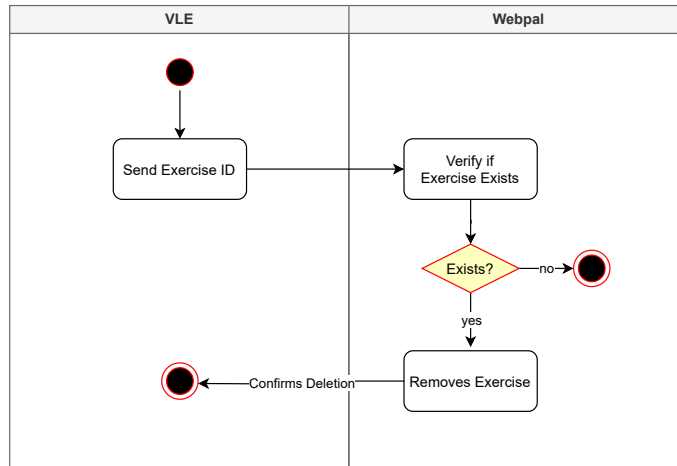 VLE
Webpal
Send Exercise ID
Verify if
Exercise Exists
Exists?
no
yes
Confirms Deletion
Removes Exercise